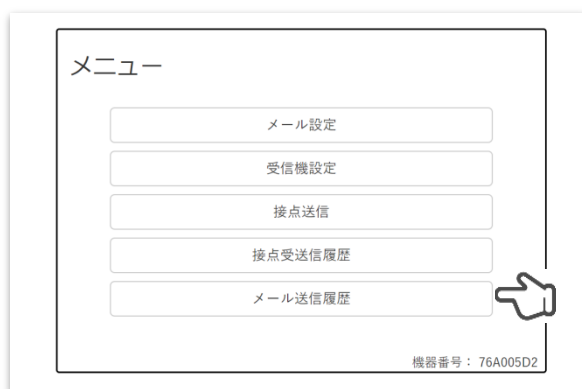 メニュー
メール設定
受信機設定
接点送信
接点受送信履歴
メール送信履歴
機器番号： 76A005D2